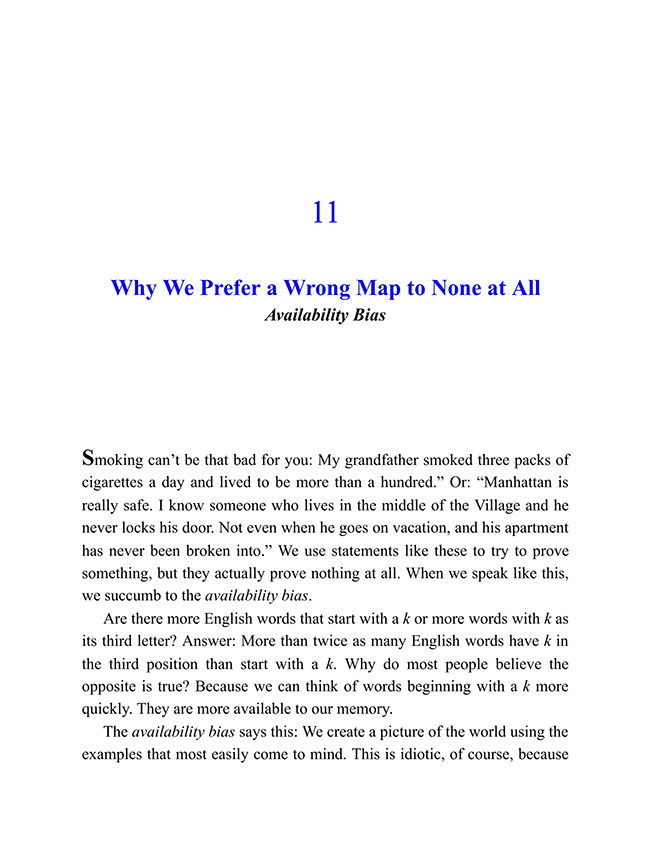 11
Why We Prefer a Wrong Map to None at All
Availability Bias
Smoking can’t be that bad for you: My grandfather smoked three packs of
cigarettes a day and lived to be more than a hundred.” Or: “Manhattan is
really safe. I know someone who lives in the middle of the Village and he
never locks his door. Not even when he goes on vacation, and his apartment
has never been broken into.” We use statements like these to try to prove
something, but they actually prove nothing at all. When we speak like this,
we succumb to the availability bias.
Are there more English words that start with a k or more words with k as
its third letter? Answer: More than twice as many English words have k in
the third position than start with a k. Why do most people believe the
opposite is true? Because we can think of words beginning with a k more
quickly. They are more available to our memory.
The availability bias says this: We create a picture of the world using the
examples that most easily come to mind. This is idiotic, of course, because